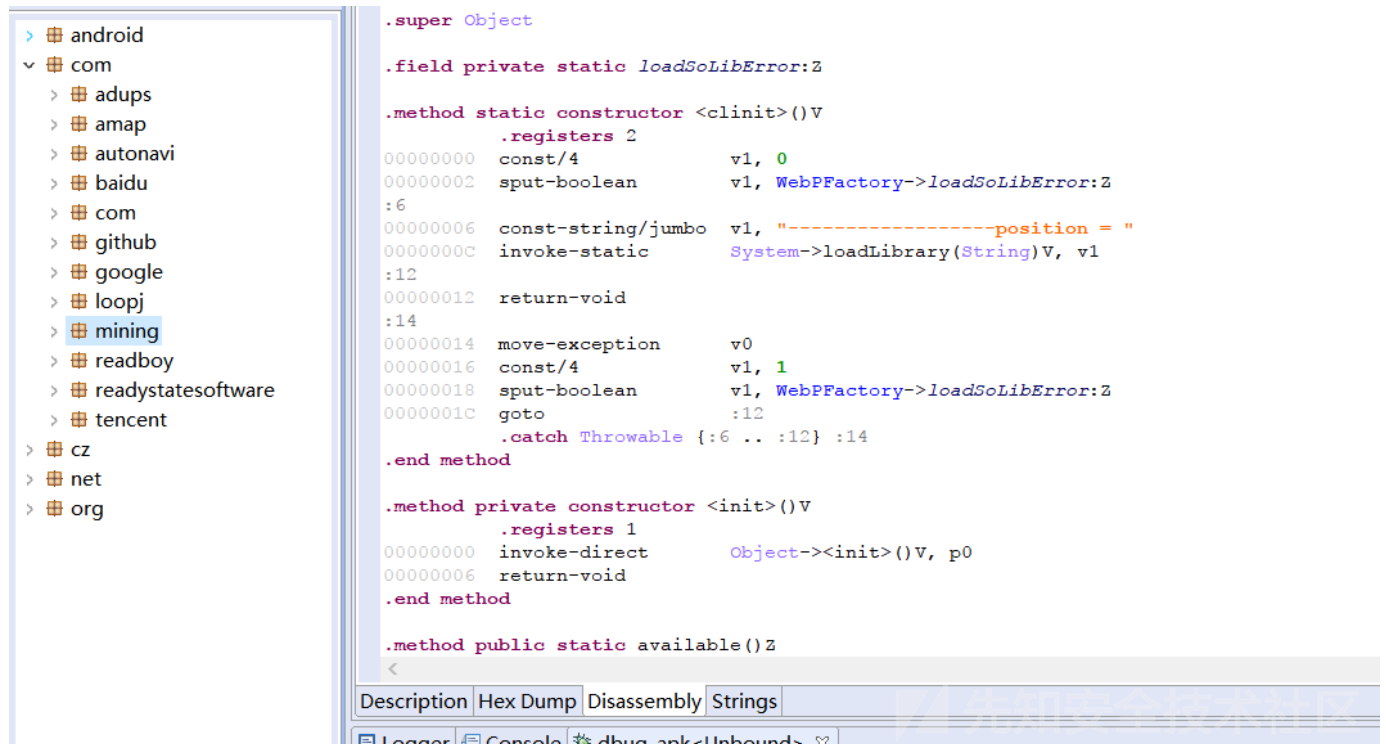 android
com
adups
amap
autonavi
baidu
com
github
google
loopj
mining
readboy
readystatesoftware
tencent
cz
net
org
.super Object
.field private static loadSoLibError:Z
.method static constructor <clinit>()V
.registers 2
00000000 const/4 v1, 0
00000002 sput-boolean v1, WebPFactory->loadSoLibError:Z
:6
00000006 const-string/jumbo v1, "------------------position = "
0000000C invoke-static System->loadLibrary(String)V, v1
:12
00000012 return-void
:14
00000014 move-exception v0
00000016 const/4 v1, 1
00000018 sput-boolean v1, WebPFactory->loadSoLibError:Z
0000001C goto :12
.catch Throwable {:6 .. :12} :14
.end method
.method private constructor <init>()V
.registers 1
00000000 invoke-direct Object-><init>()V, p0
00000006 return-void
.end method
.method public static available()Z
Description Hex Dump Disassembly Strings
Logger Console dbug.apk<Unbound>
先知安全技术社区